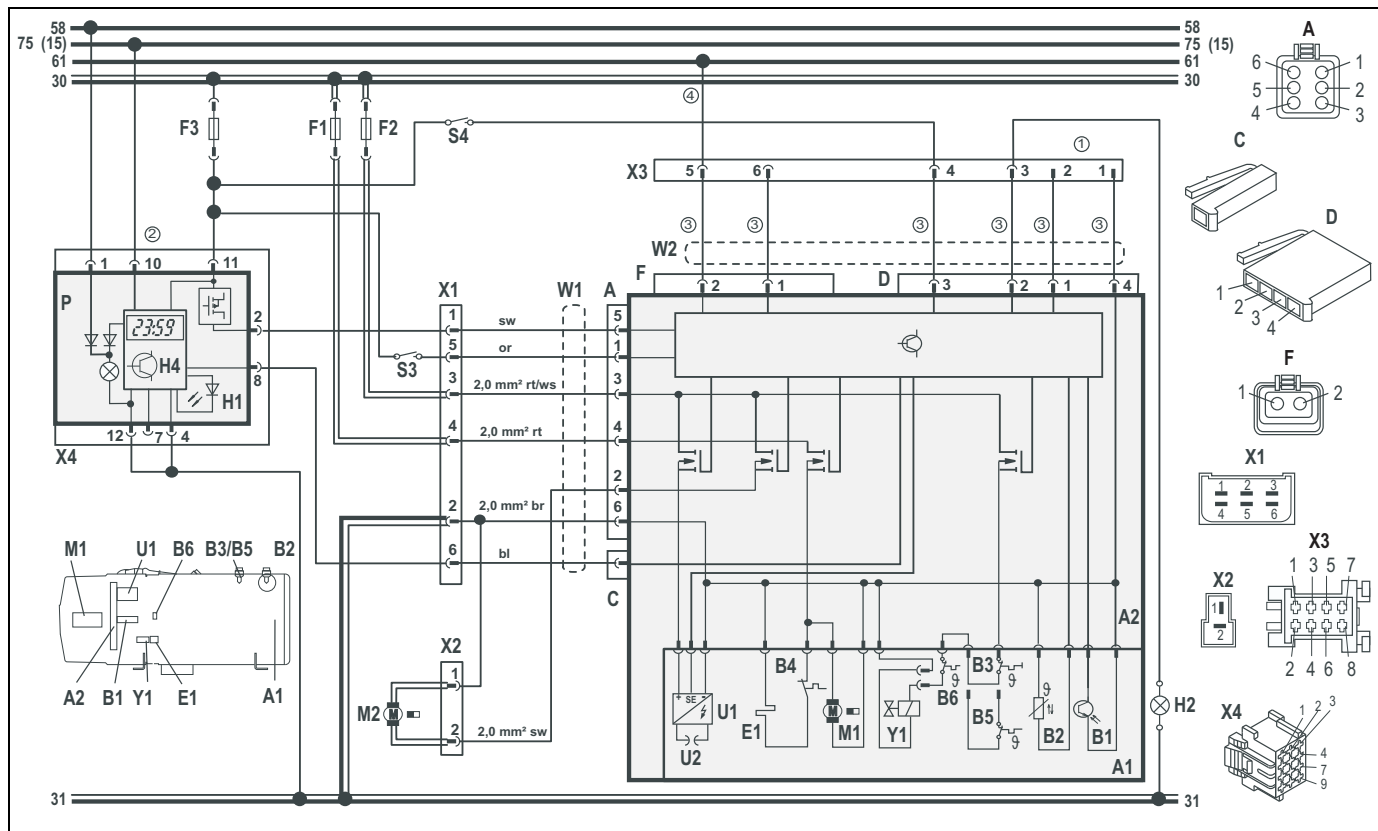 58
58
75 (15)
75 (15)
61
61
30
30
A
6
1
5
2
4
3
F3
F1
F2
S4
④
①
X3
5
6
4
3
2
1
C
③
③
③
③
③
W2
D
1
2
3
4
②
1
10
11
P
23:59
H4
H1
2
8
12
7
4
X4
X1
W1
A
F
2
1
D
3
2
1
4
1
sw
5
5
or
1
S3
3
2,0 mm² rt/ws
3
4
2,0 mm² rt
4
2
2
2,0 mm² br
6
6
bl
C
F
1
2
X1
1
2
3
4
5
6
X3
1
3
5
7
X2
1
2
2
4
6
8
M1
U1
B6
B3/B5
B2
A2
B1
Y1
E1
A1
X2
1
M2
M
2
2,0 mm² sw
A2
+
SE
-
U1
U2
E1
B4
M
M1
Y1
B6
B3
ϑ
ϑ
B5
ϑ
ϑ
B2
B1
A1
H2
X4
1
2
3
4
7
9
31
31